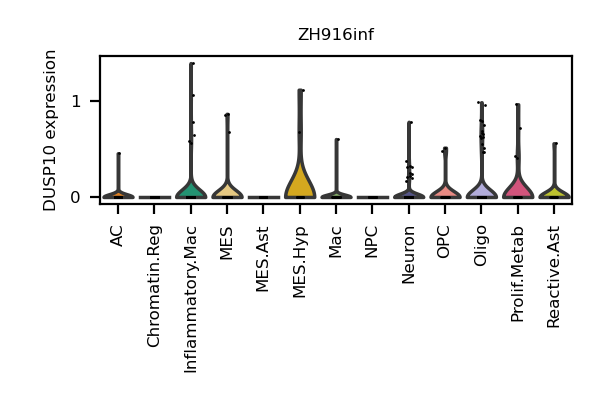 ZH916inf
DUSP10 expression
1
0
AC
Chromatin.Reg
Inflammatory.Mac
MES
MES.Ast
MES.Hyp
Mac
NPC
Neuron
OPC
Oligo
Prolif.Metab
Reactive.Ast